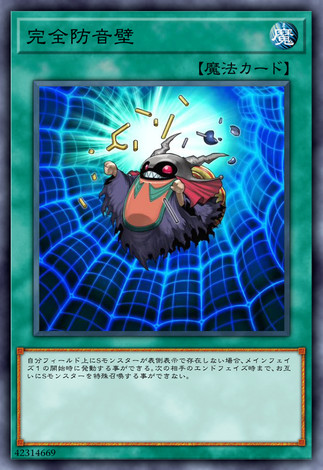 完全防音壁
魔
【魔法カード】
自分フィールド上にSモンスターが表側表示で存在しない場合、メインフェイ
ズ1の開始時に発動する事ができる。次の相手のエンドフェイズ時まで、お
互いにSモンスターを特殊召喚する事ができない。
42314669